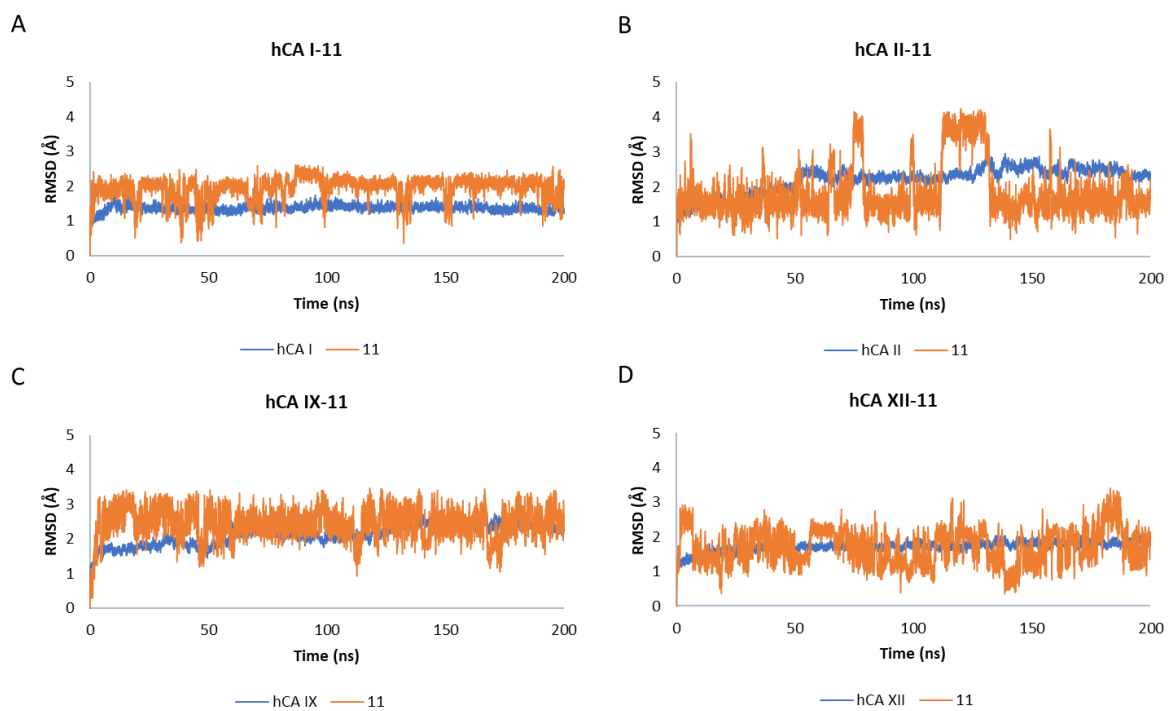 A
hCA I-11
RMSD (Å)
5
4
3
2
1
0
0 50 100 150 200
Time (ns)
hCA I 11
B
hCA II-11
RMSD (Å)
5
4
3
2
1
0
0 50 100 150 200
Time (ns)
hCA II 11
C
hCA IX-11
RMSD (Å)
5
4
3
2
1
0
0 50 100 150 200
Time (ns)
hCA IX 11
D
hCA XII-11
RMSD (Å)
5
4
3
2
1
0
0 50 100 150 200
Time (ns)
hCA XII 11